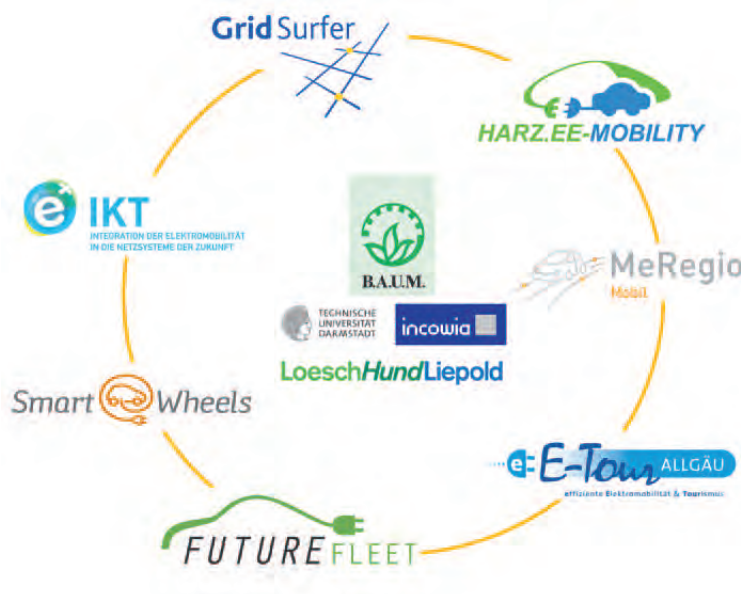 Grid Surfer
HARZ.EE-MOBILITY
e IKT
INTEGRATION DER ELEKTROMOBILITÄT
IN DIE NETZSYSTEME DER ZUKUNFT
B.A.U.M.
MeRegio
Mobil
TECHNISCHE
UNIVERSITÄT
DARMSTADT
incowia
LoeschHundLiepold
Smart Wheels
e E-Tour ALLGÄU
effiziente Elektromobilität & Tourismus
FUTURE FLEET